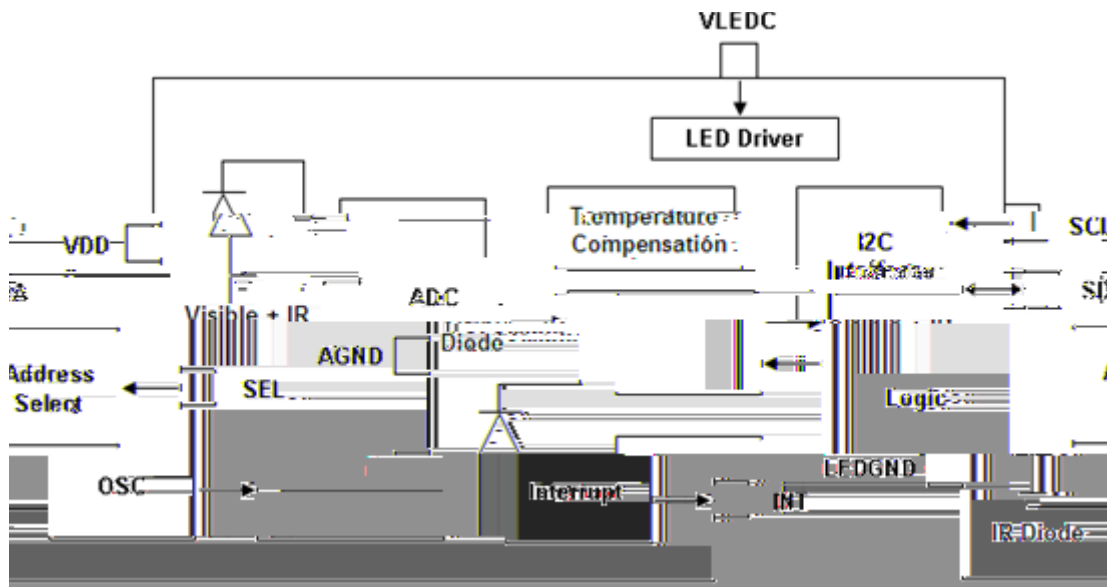 VLEDC
LED Driver
Temperature
Compensation
VDD
I2C
ADC
Visible + IR
AGND
Diode
Address
Select
SEL
Logic
OSC
Interrupt
INT
LEDGND
IR Diode